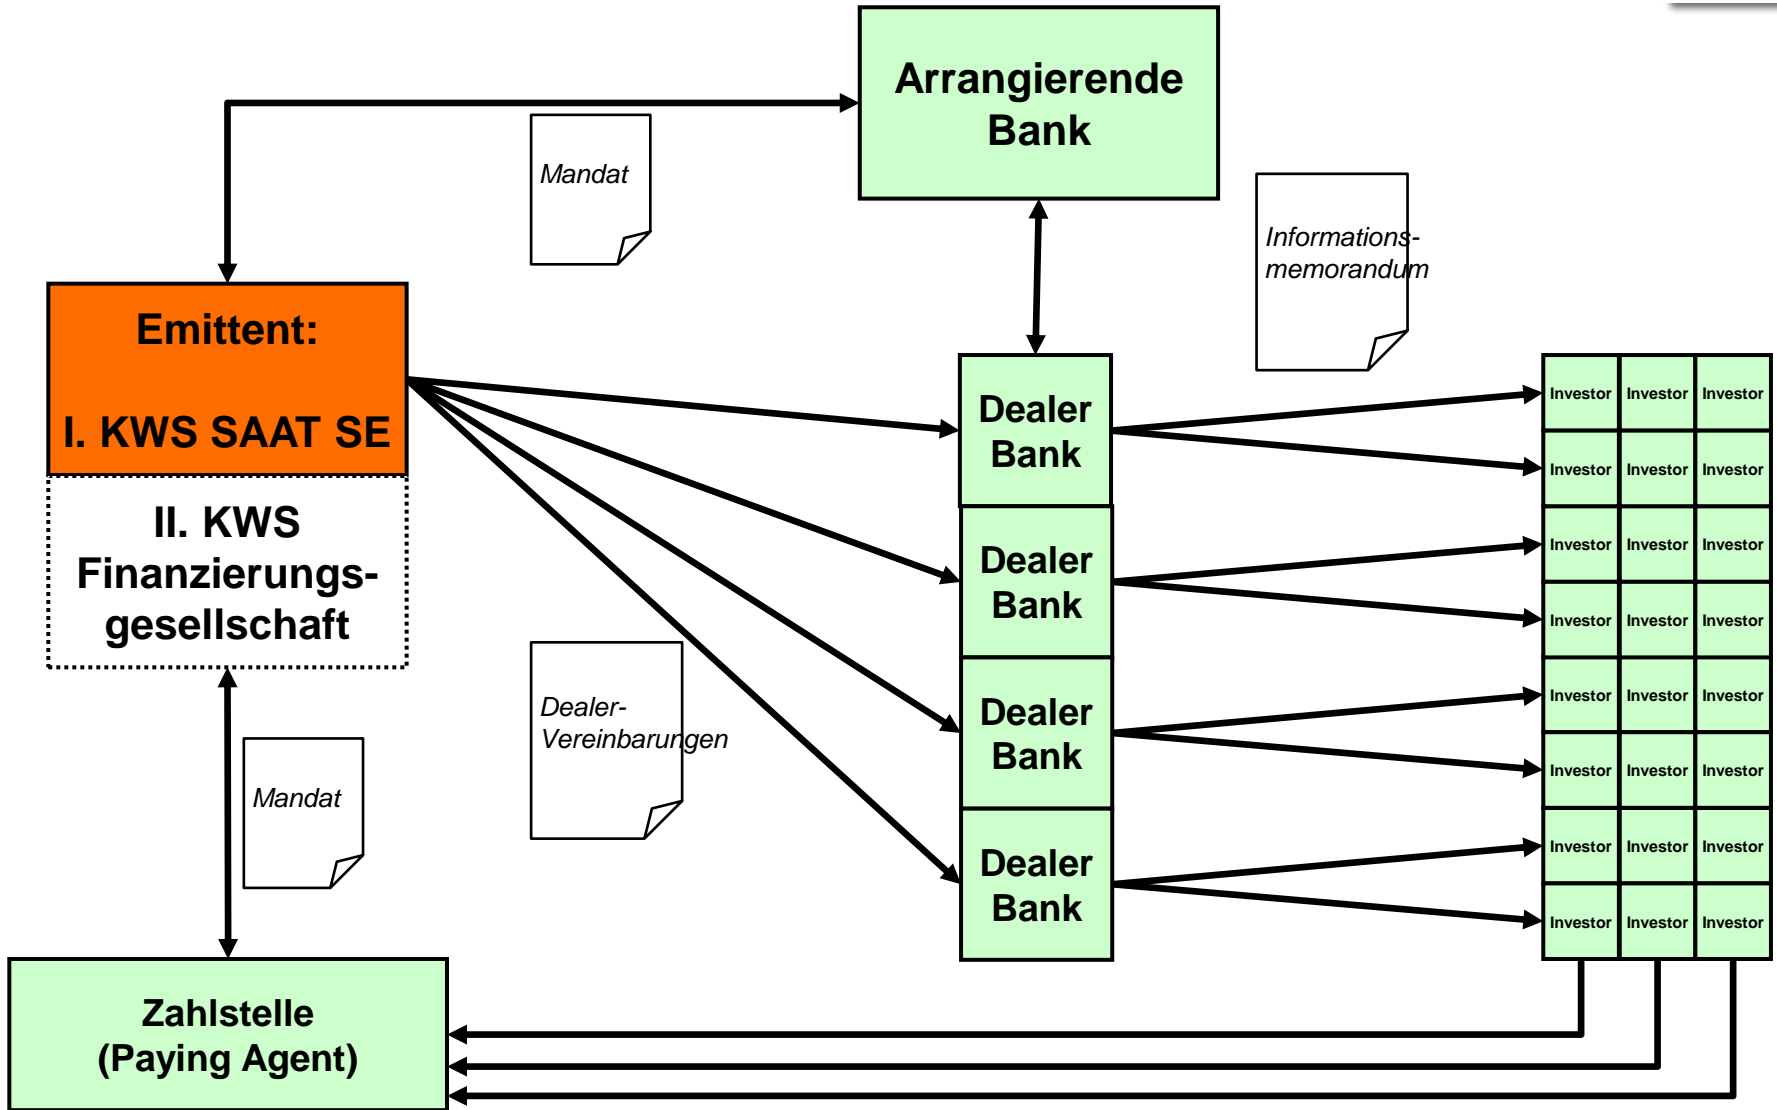 Arrangierende
Bank
Mandat
Informations-
memorandum
Emittent:
I. KWS SAAT SE
II. KWS
Finanzierungs-
gesellschaft
Dealer
Bank
Dealer
Bank
Dealer
Bank
Dealer
Bank
Investor Investor Investor
Investor Investor Investor
Investor Investor Investor
Investor Investor Investor
Investor Investor Investor
Investor Investor Investor
Investor Investor Investor
Investor Investor Investor
Dealer-
Vereinbarungen
Mandat
Zahlstelle
(Paying Agent)